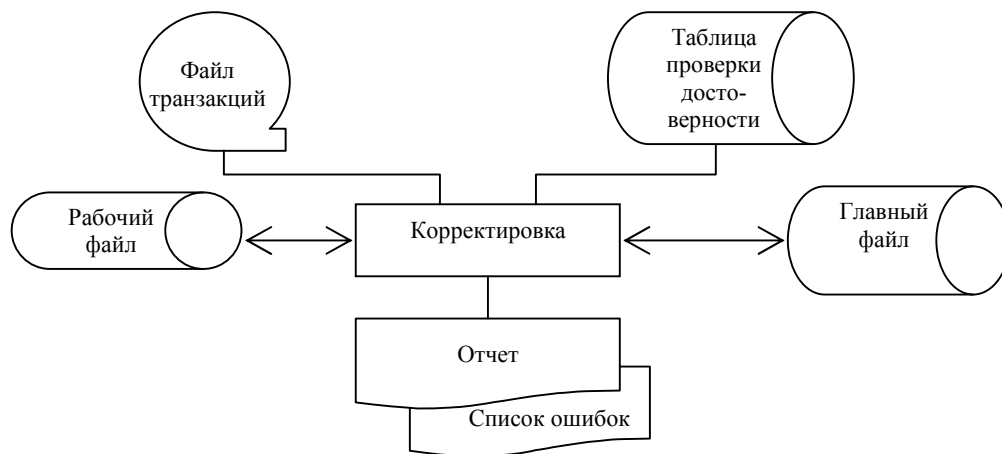 Файл
транзакций
Таблица
проверки
досто-
верности
Рабочий
файл
Корректировка
Главный
файл
Отчет
Список ошибок